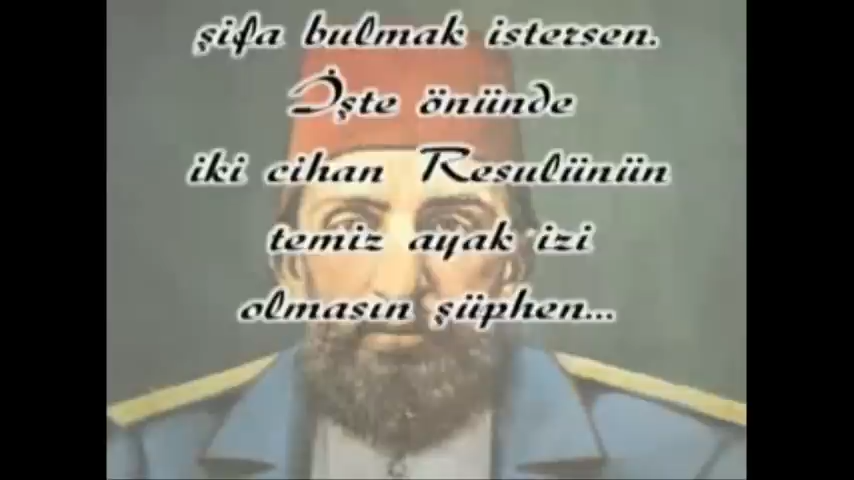 şifa bulmak istersen.
İşte önünde
iki cihan Resulünün
temiz ayak izi
olmasın şüphen...